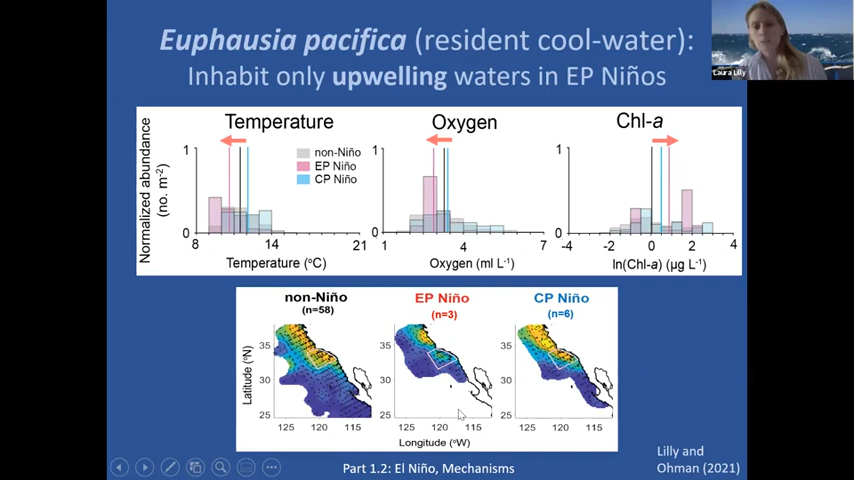 Euphausia pacifica (resident cool-water):
Inhabit only upwelling waters in EP Niños
Laura Lilly
Temperature
Oxygen
Chl-a
Normalized abundance
(no. m-2)
1
0
8
14
21
Temperature (oC)
non-Niño
EP Niño
CP Niño
1
0
1
4
7
Oxygen (ml L-1)
1
0
-4
-2
0
2
4
ln(Chl-a) (µg L-1)
non-Niño
(n=58)
EP Niño
(n=3)
CP Niño
(n=6)
Latitude (oN)
35
30
25
125
120
115
35
30
25
125
120
115
35
30
25
125
120
115
Longitude (oW)
Part 1.2: El Niño, Mechanisms
Lilly and
Ohman (2021)